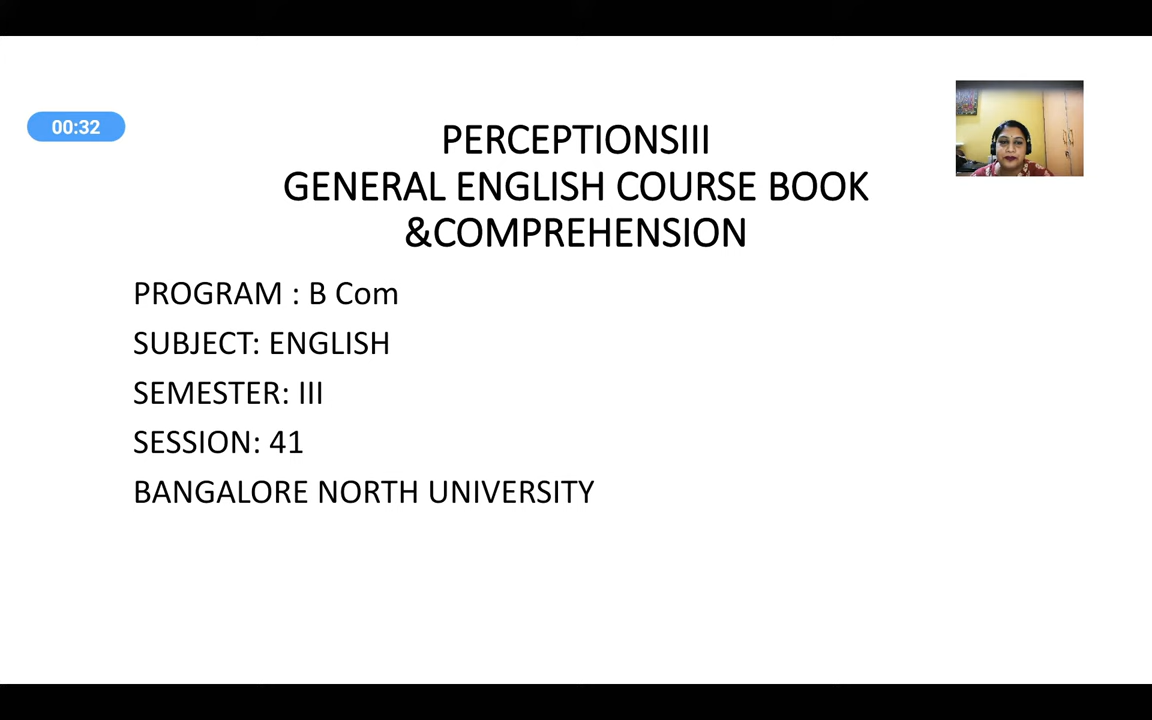 00:32
PERCEPTIONSIII
GENERAL ENGLISH COURSE BOOK
&COMPREHENSION
PROGRAM : B Com
SUBJECT: ENGLISH
SEMESTER: III
SESSION: 41
BANGALORE NORTH UNIVERSITY